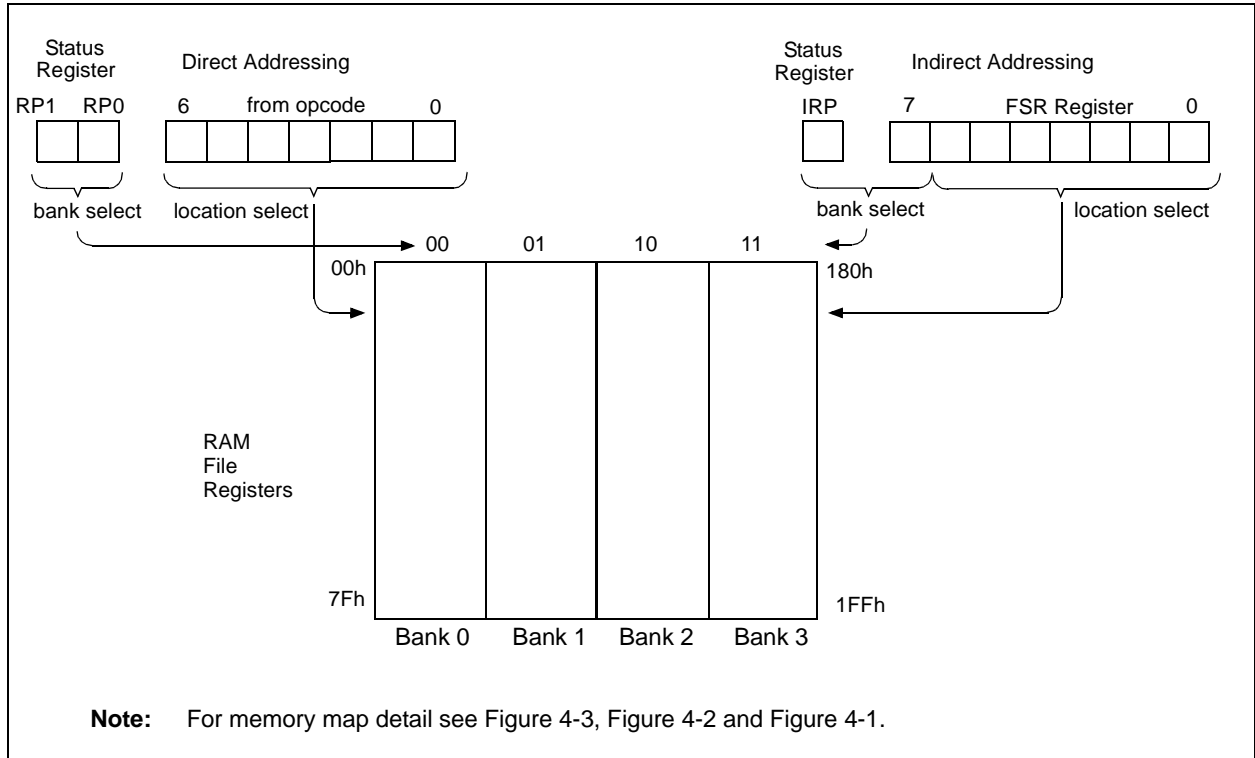 Status
Register
Direct Addressing
RP1 RP0
6 from opcode 0
bank select
location select
Status
Register
Indirect Addressing
IRP
7 FSR Register 0
bank select
location select
00 01 10 11
00h
180h
RAM
File
Registers
7Fh
1FFh
Bank 0 Bank 1 Bank 2 Bank 3
Note: For memory map detail see Figure 4-3, Figure 4-2 and Figure 4-1.